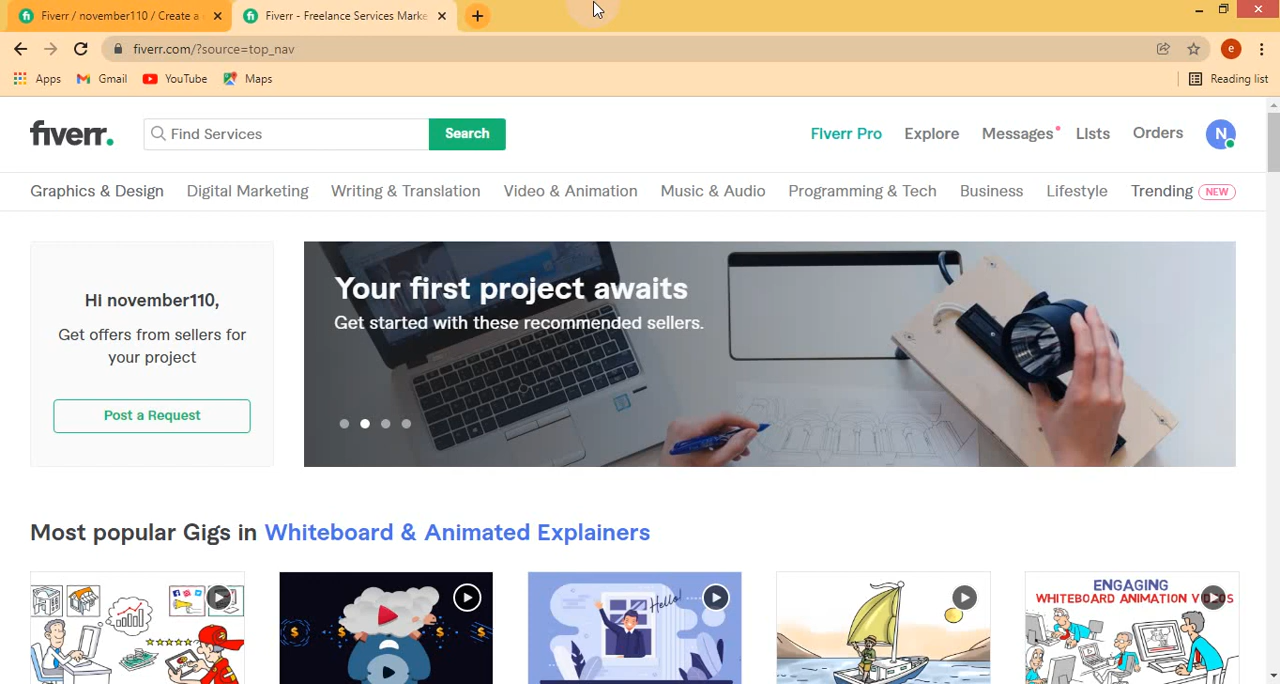 Fiverr / november110 / Create a
Fiverr - Freelance Services Marke
fiverr.com/?source=top_nav
e
Apps
Gmail
YouTube
Maps
Reading list
fiverr.
Find Services
Search
Fiverr Pro
Explore
Messages
Lists
Orders
N
Graphics & Design
Digital Marketing
Writing & Translation
Video & Animation
Music & Audio
Programming & Tech
Business
Lifestyle
Trending NEW
Hi november110,
Get offers from sellers for
your project
Post a Request
Your first project awaits
Get started with these recommended sellers.
Most popular Gigs in Whiteboard & Animated Explainers
Hello
ENGAGING
WHITEBOARD ANIMATION VIDEOS